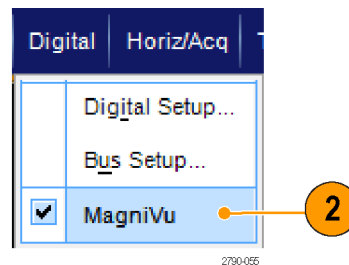 Digital Horiz/Acq
Digital Setup...
Bus Setup...
MagniVu
2
2790-055